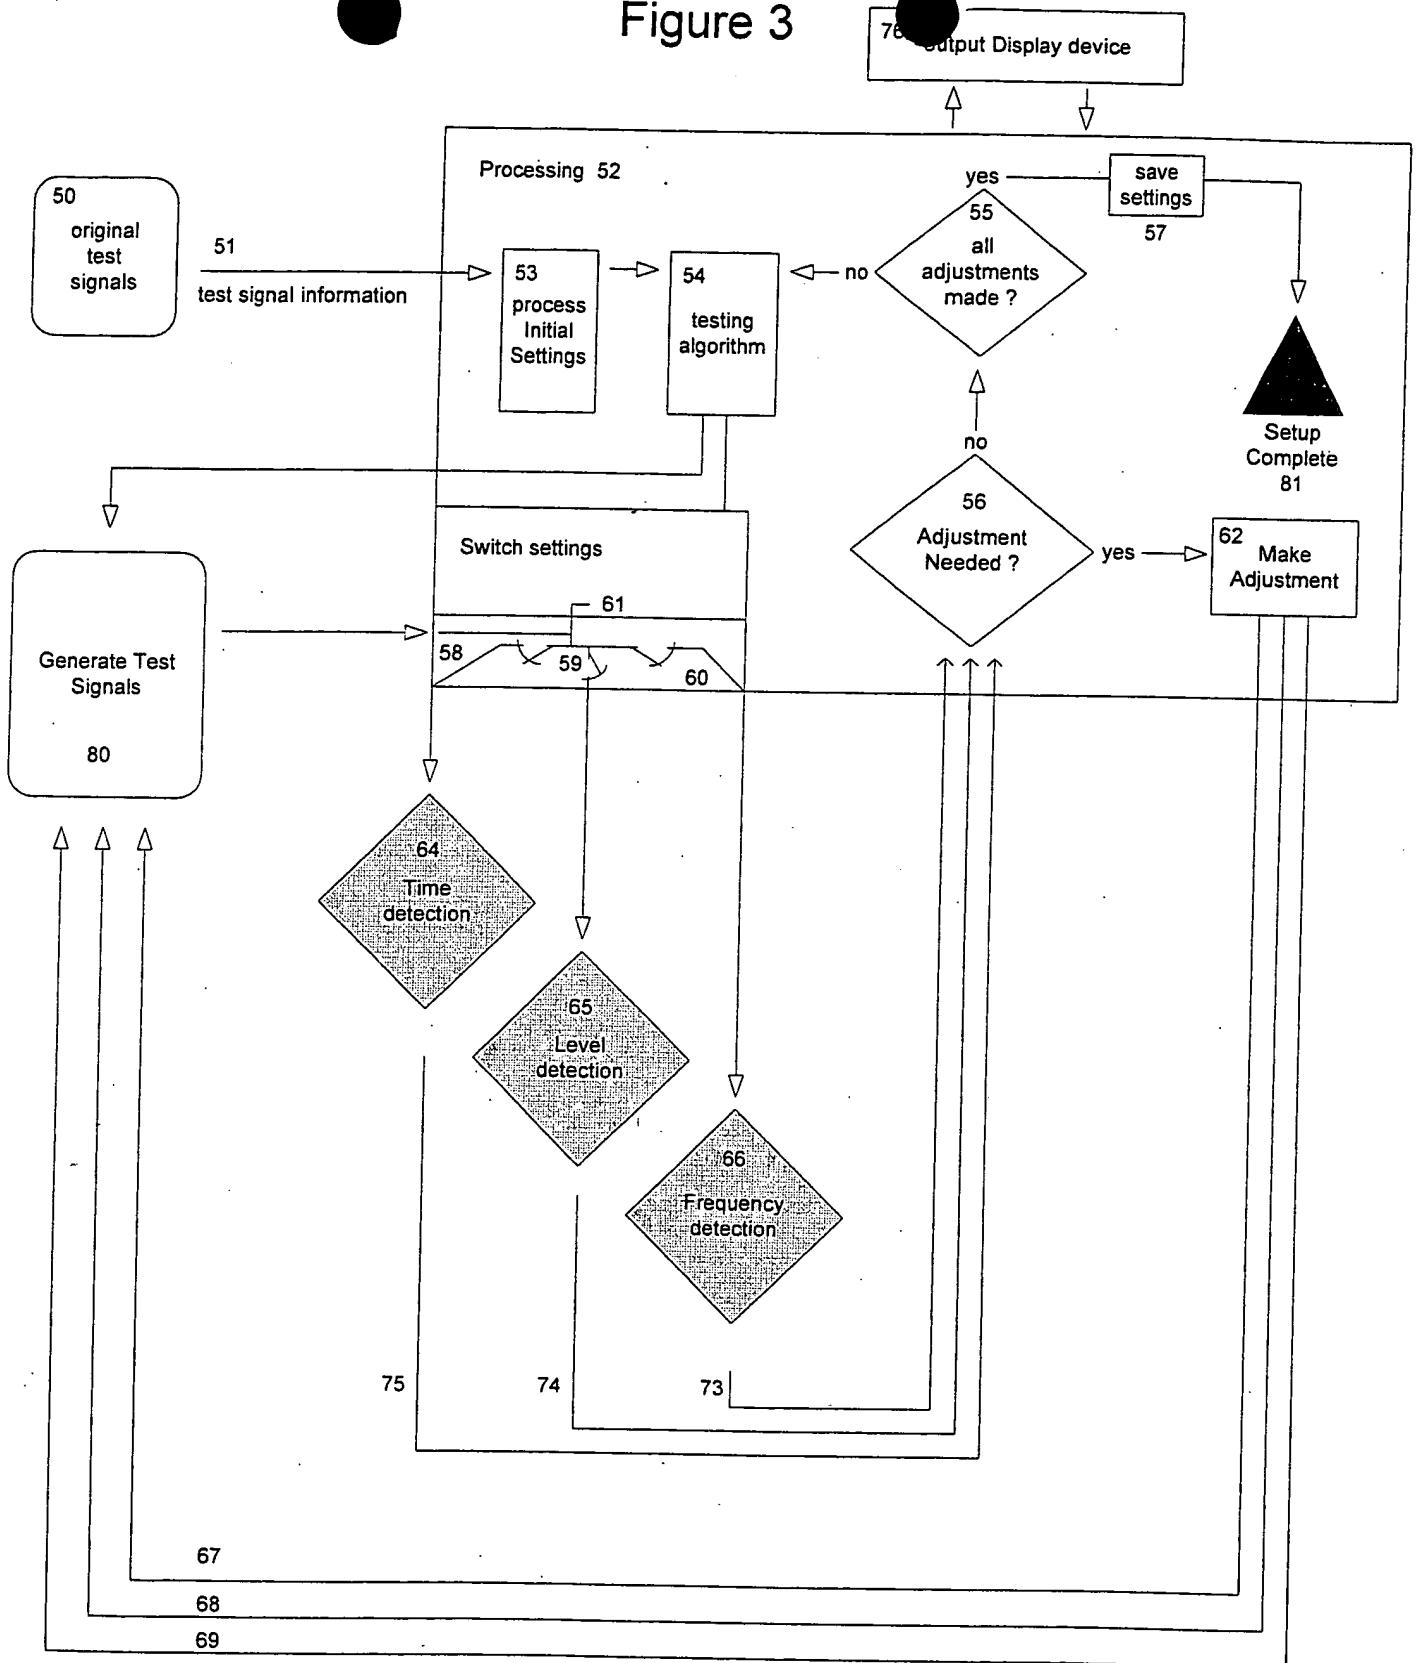 Figure 3
76
output Display device
Processing 52
50
original
test
signals
51
test signal information
53
process
Initial
Settings
54
testing
algorithm
no
yes
55
all
adjustments
made ?
save
settings
57
Setup
Complete
81
no
56
Adjustment
Needed ?
yes
62
Make
Adjustment
Switch settings
61
58
59
60
Generate Test
Signals
80
64
Time
detection
65
Level
detection
66
Frequency
detection
75
74
73
67
68
69